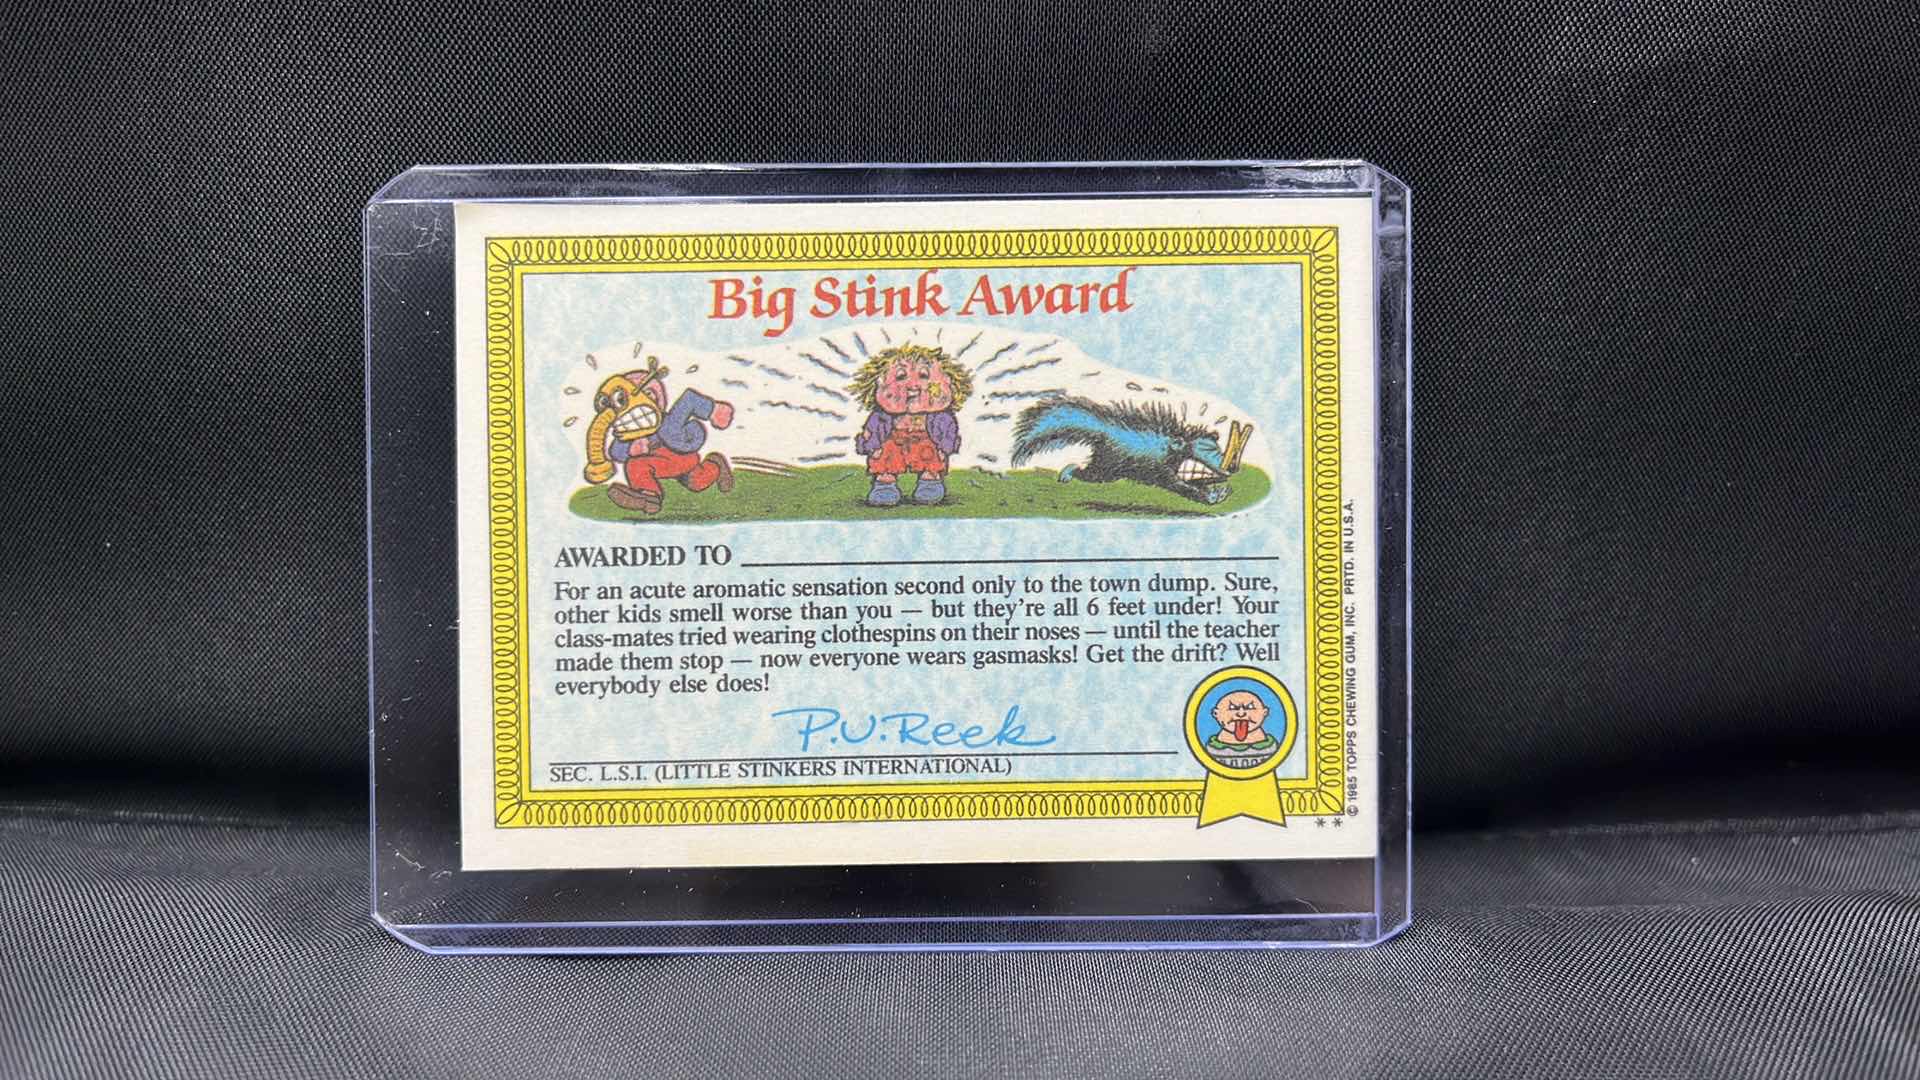 Big Stink Award
AWARDED TO
For an acute aromatic sensation second only to the town dump. Sure,
other kids smell worse than you — but they're all 6 feet under! Your
class-mates tried wearing clothespins on their noses — until the teacher
made them stop — now everyone wears gasmasks! Get the drift? Well
everybody else does!
P.U. Reek
SEC. L.S.I. (LITTLE STINKERS INTERNATIONAL)
** © 1985 TOPPS CHEWING GUM, INC. PRTD. IN U.S.A.